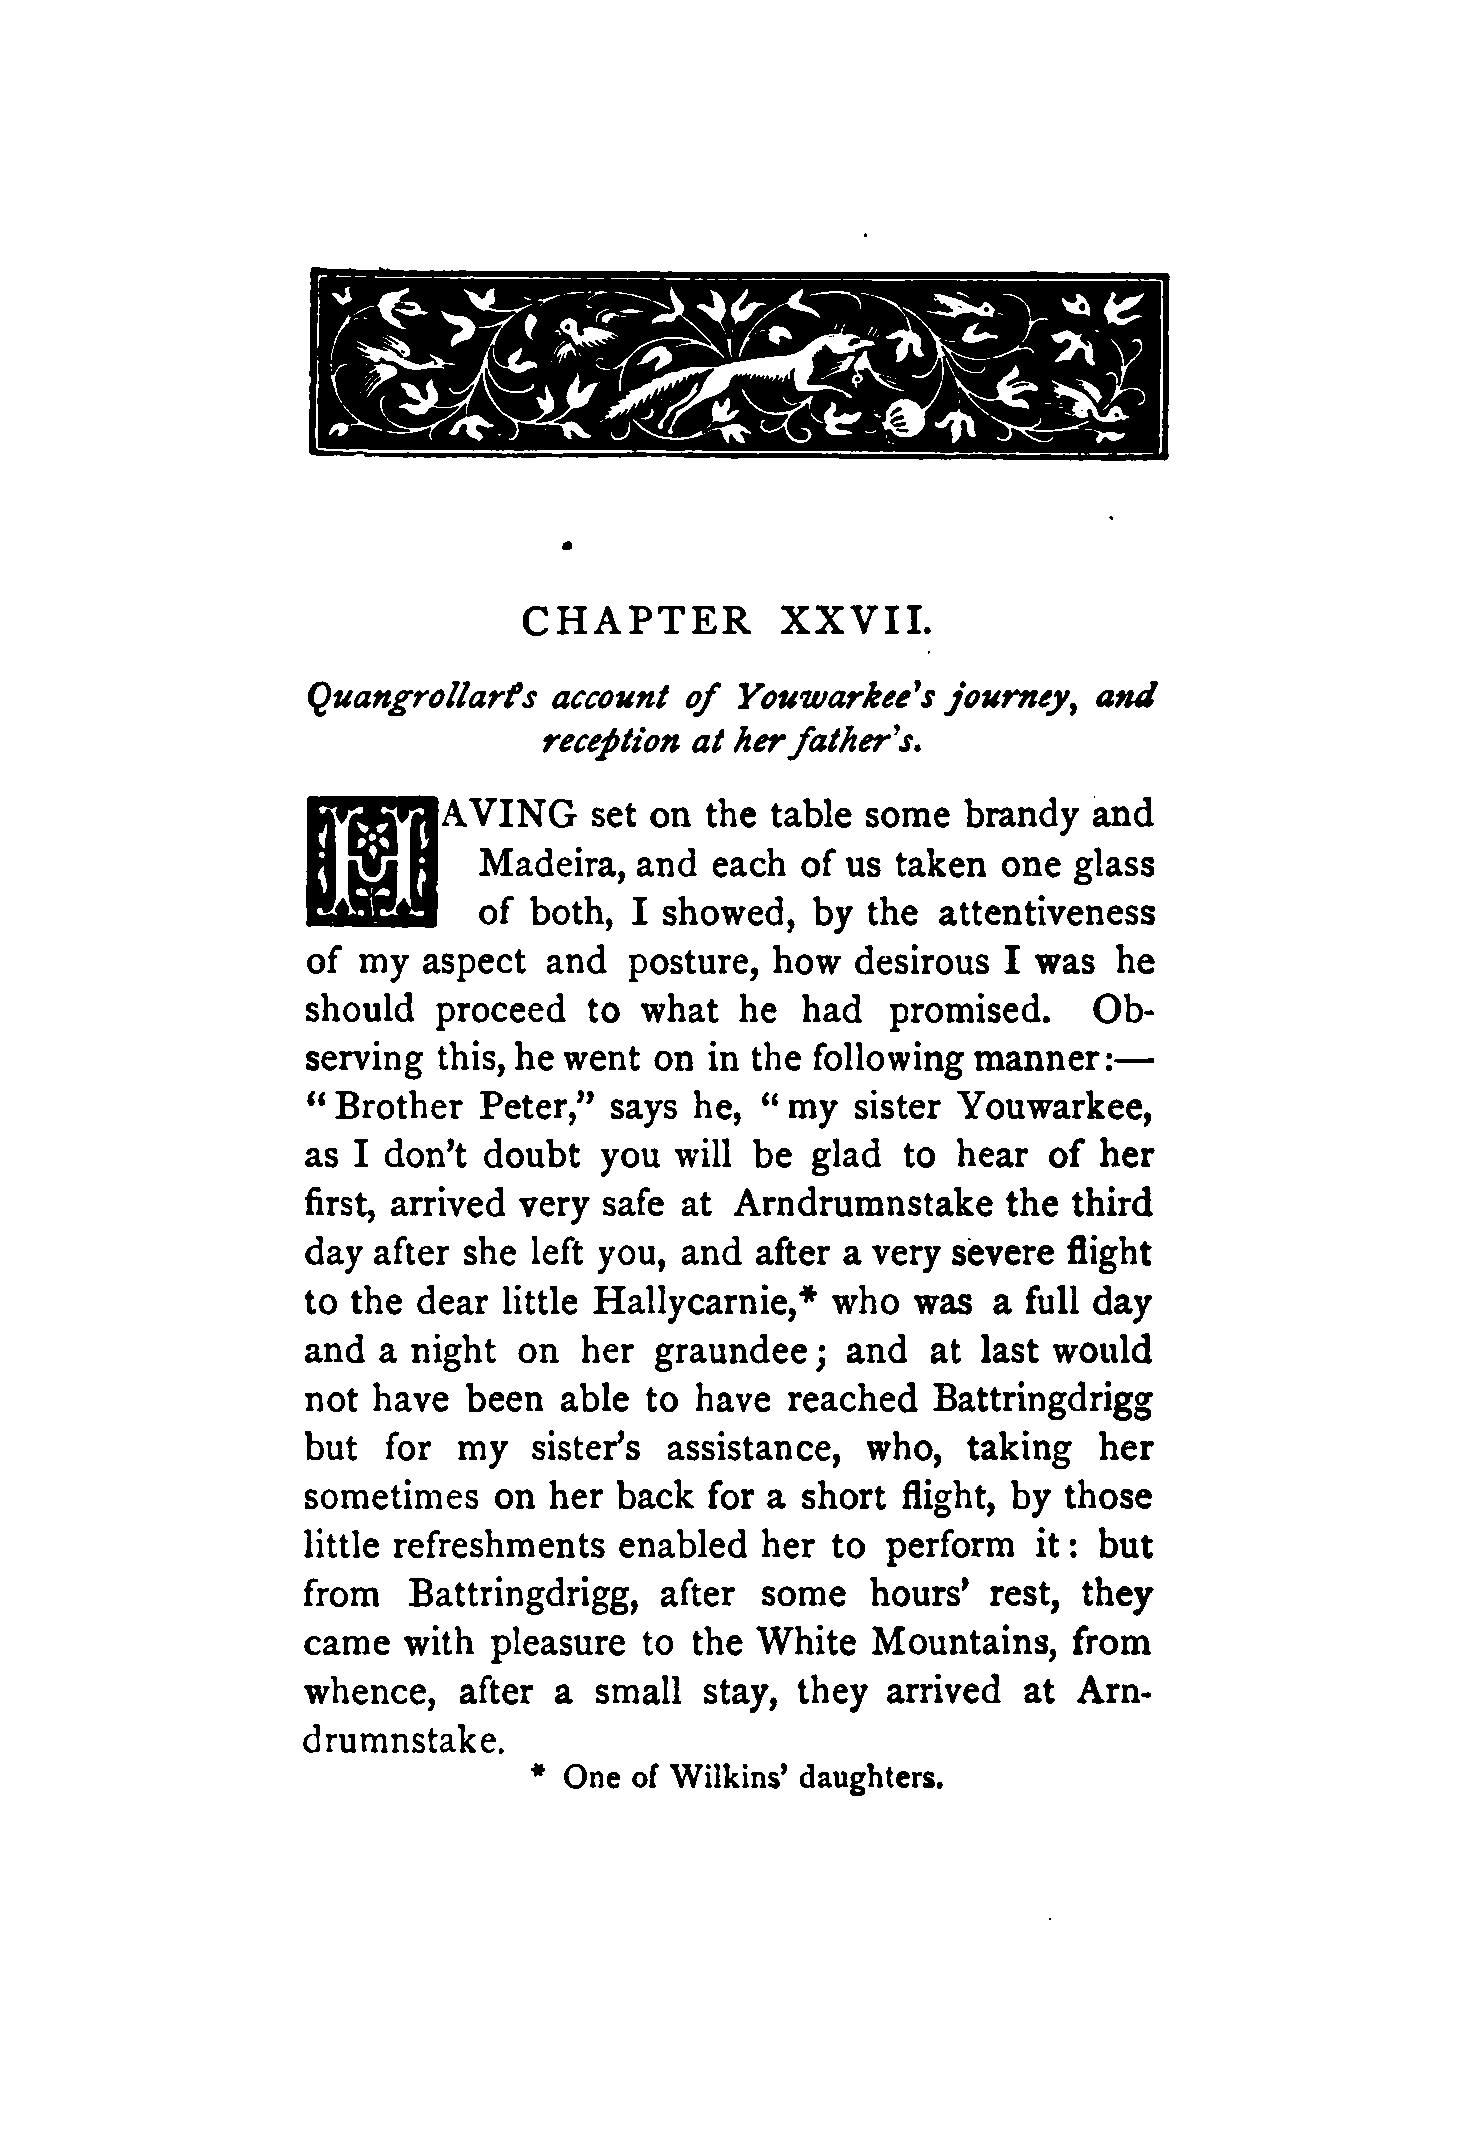 CHAPTER XXVII.
Quangrollart's account of Youwarkee's journey, and
reception at her father's.
HAVING set on the table some brandy and
Madeira, and each of us taken one glass
of both, I showed, by the attentiveness
of my aspect and posture, how desirous I was he
should proceed to what he had promised. Ob-
serving this, he went on in the following manner:—
"Brother Peter," says he, "my sister Youwarkee,
as I don't doubt you will be glad to hear of her
first, arrived very safe at Arndrumnstake the third
day after she left you, and after a very severe flight
to the dear little Hallycarnie,* who was a full day
and a night on her graundee; and at last would
not have been able to have reached Battringdrigg
but for my sister's assistance, who, taking her
sometimes on her back for a short flight, by those
little refreshments enabled her to perform it: but
from Battringdrigg, after some hours' rest, they
came with pleasure to the White Mountains, from
whence, after a small stay, they arrived at Arn-
drumnstake.
* One of Wilkins' daughters.